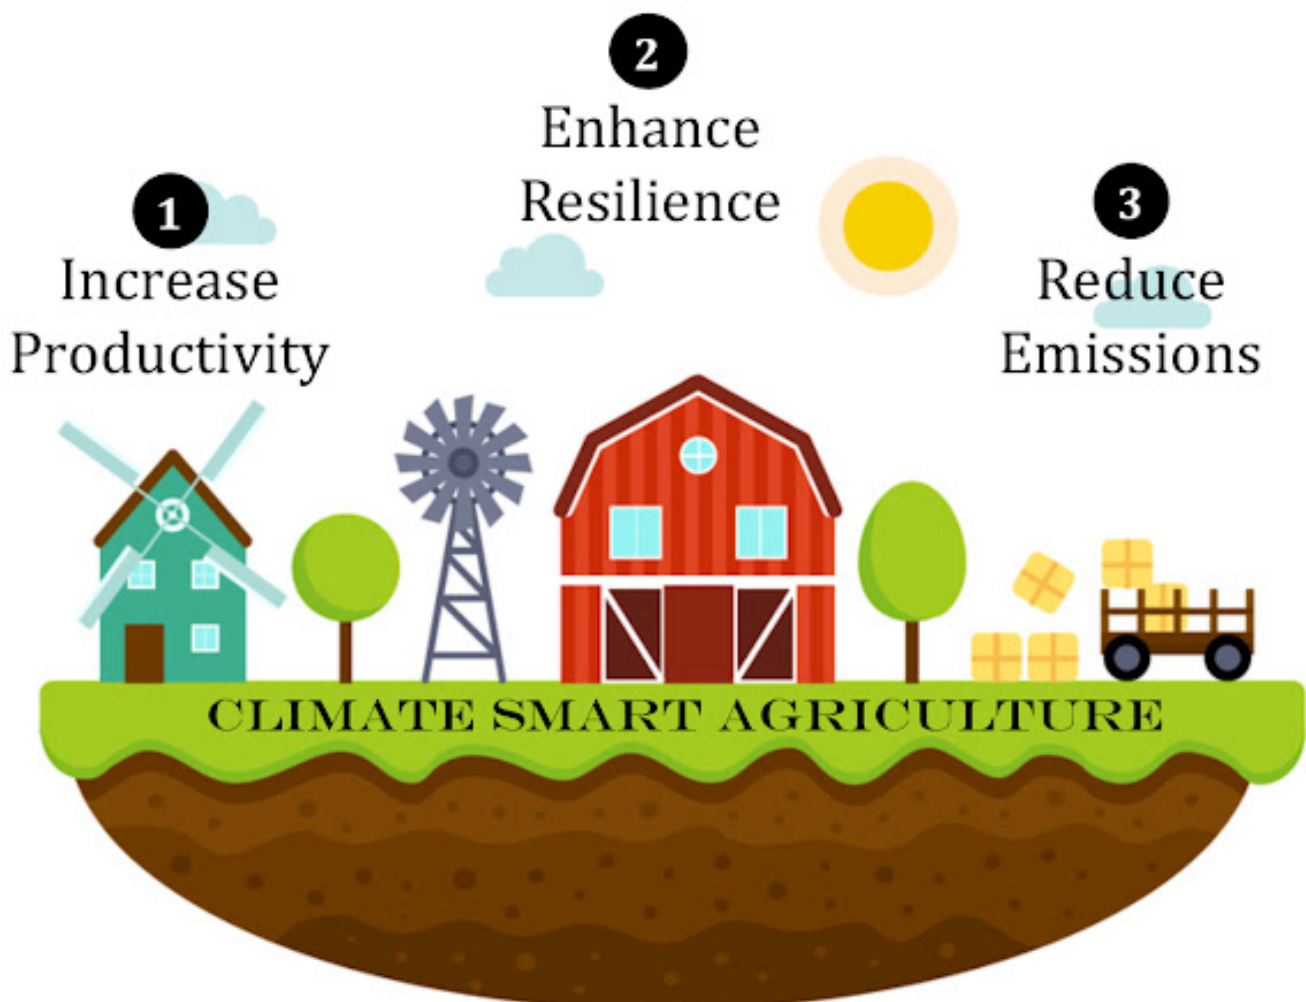 1
Increase
Productivity
2
Enhance
Resilience
3
Reduce
Emissions
CLIMATE SMART AGRICULTURE